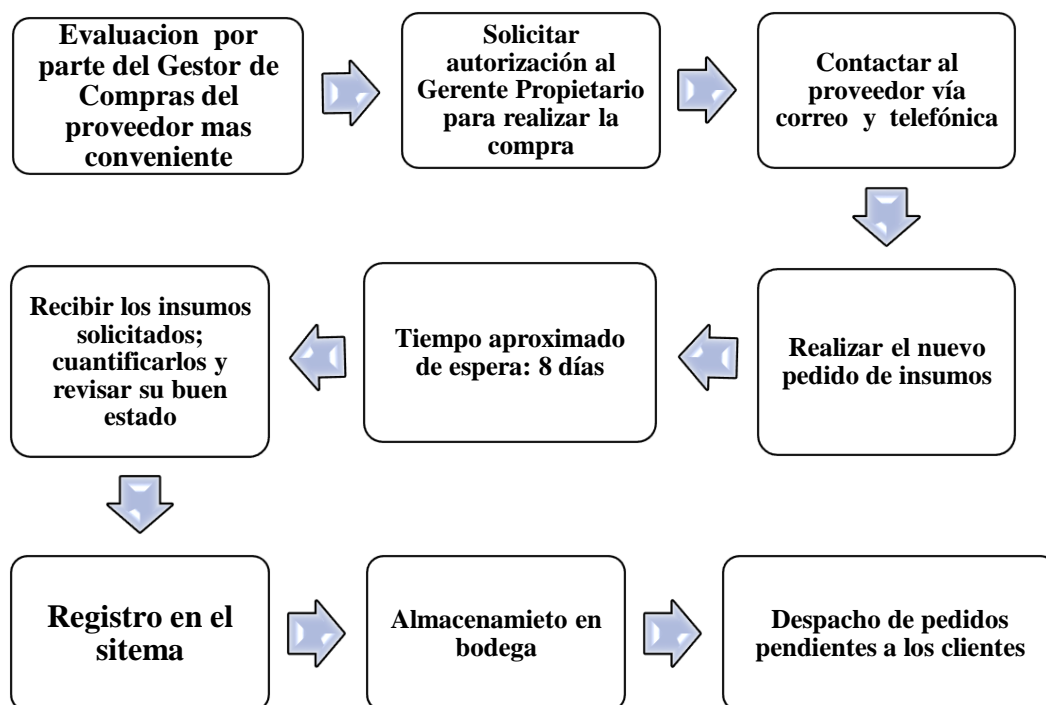 Evaluacion por
parte del Gestor de
Compras del
proveedor mas
conveniente
Solicitar
autorización al
Gerente Propietario
para realizar la
compra
Contactar al
proveedor vía
correo y telefónica
Realizar el nuevo
pedido de insumos
Tiempo aproximado
de espera: 8 días
Recibir los insumos
solicitados;
cuantificarlos y
revisar su buen
estado
Registro en el
sitema
Almacenamieto en
bodega
Despacho de pedidos
pendientes a los clientes